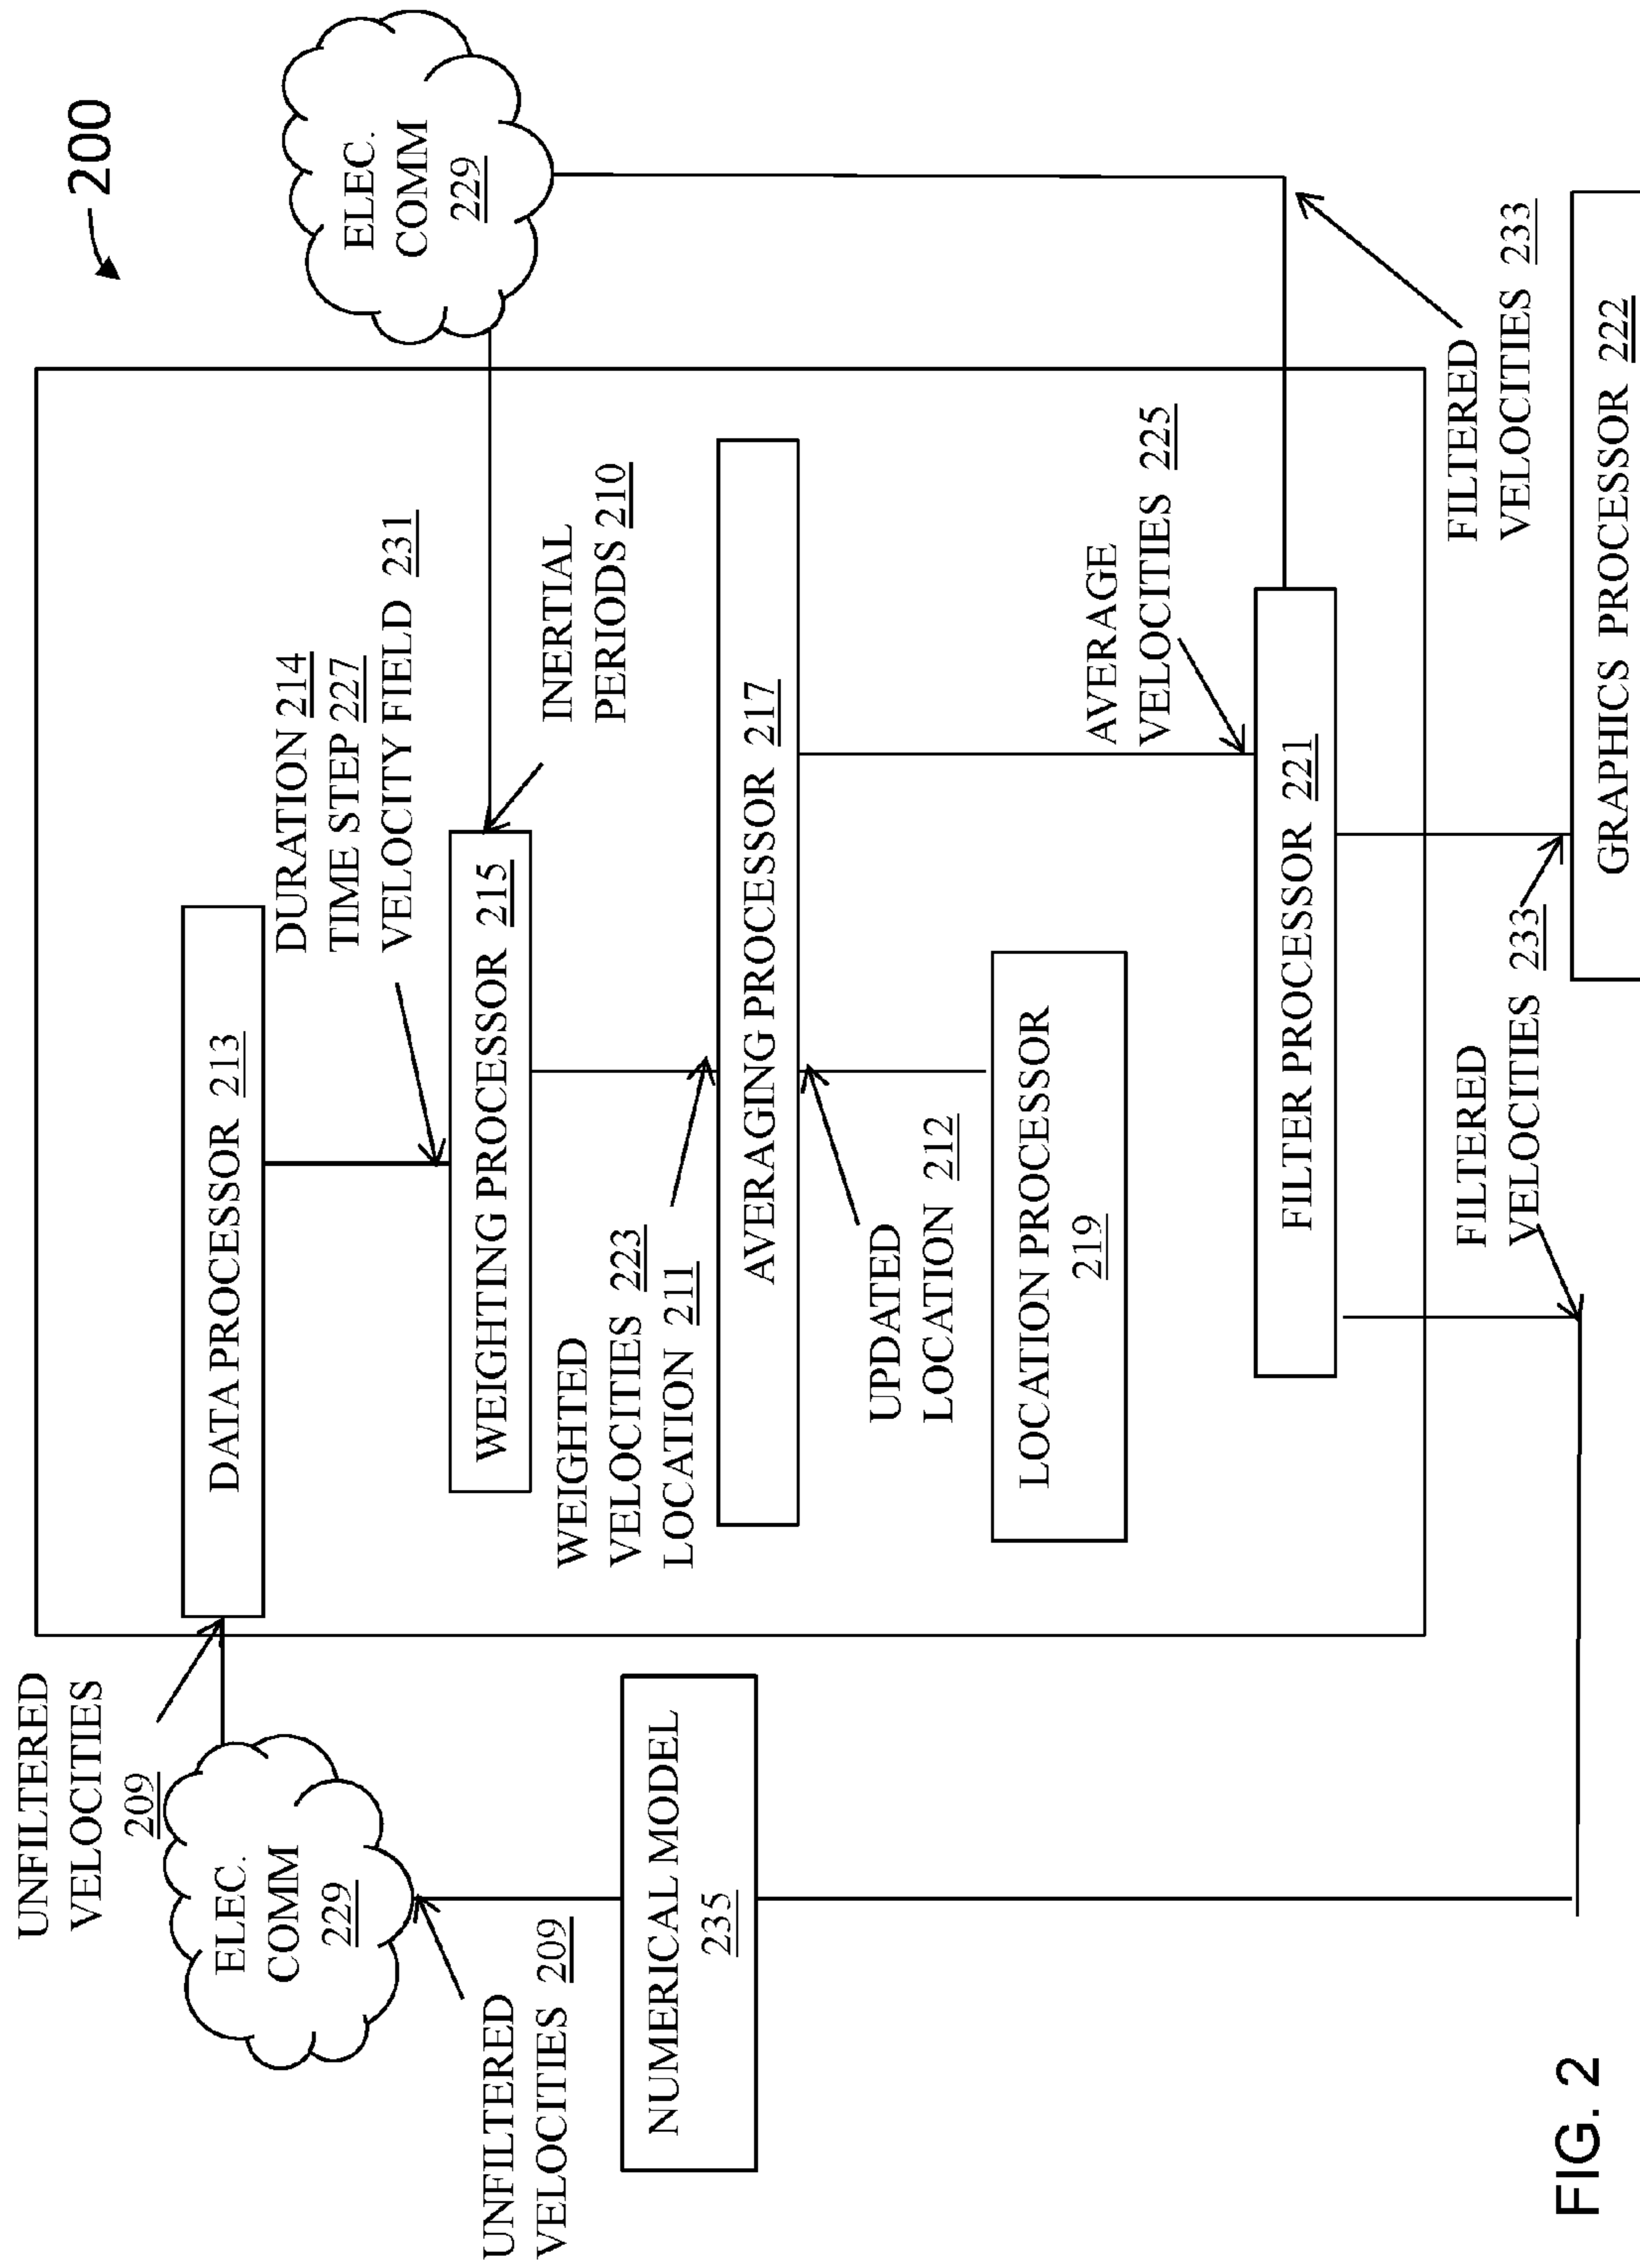 200
UNFILTERED
VELOCITIES
209
ELEC.
COMM
229
DATA PROCESSOR 213
DURATION 214
TIME STEP 227
VELOCITY FIELD 231
ELEC.
COMM
229
WEIGHTING PROCESSOR 215
INERTIAL
PERIODS 210
UNFILTERED
VELOCITIES 209
WEIGHTED
VELOCITIES 223
LOCATION 211
NUMERICAL MODEL
235
AVERAGING PROCESSOR 217
UPDATED
LOCATION 212
LOCATION PROCESSOR
219
AVERAGE
VELOCITIES 225
FILTER PROCESSOR 221
FILTERED
VELOCITIES 233
FILTERED
VELOCITIES 233
GRAPHICS PROCESSOR 222
FIG. 2